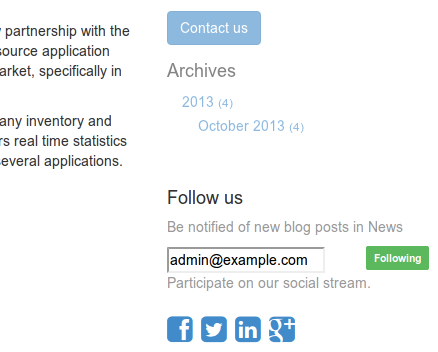 y partnership with the
source application
arket, specifically in
any inventory and
rs real time statistics
several applications.
Contact us
Archives
2013 (4)
October 2013 (4)
Follow us
Be notified of new blog posts in News
admin@example.com
Following
Participate on our social stream.